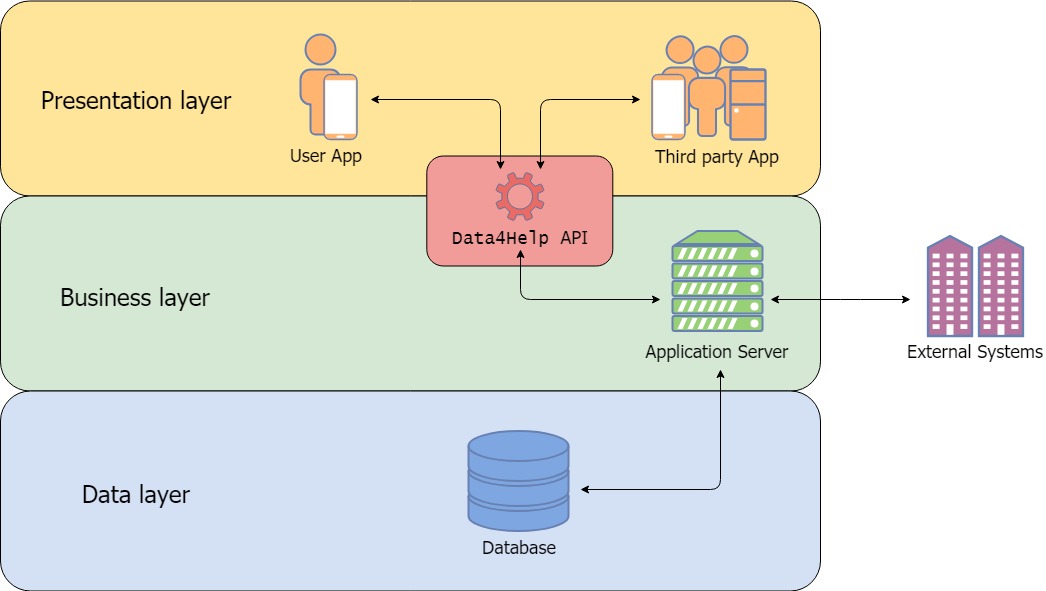 Presentation layer
User App
Third party App
Data4Help API
Business layer
Application Server
External Systems
Data layer
Database